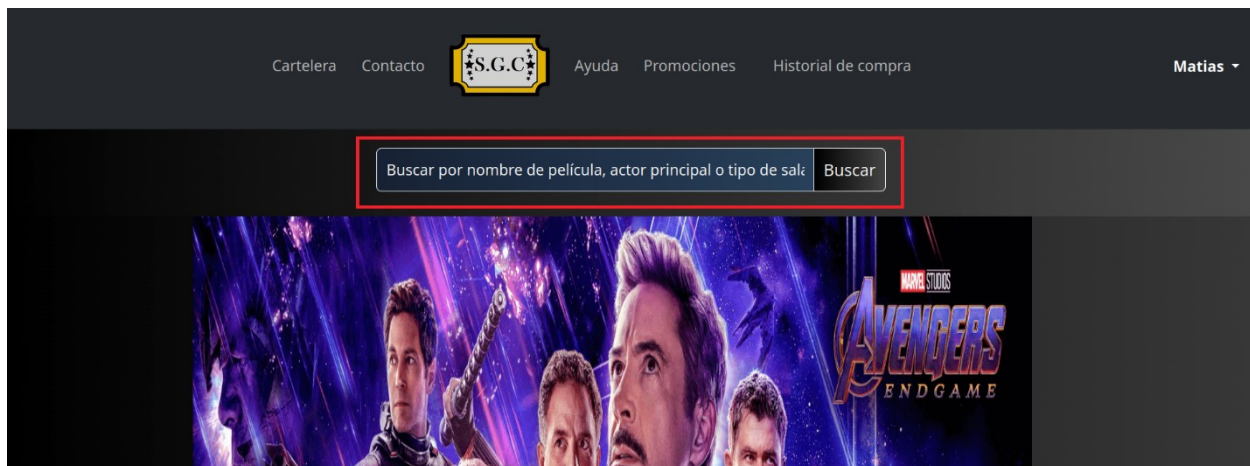 Cartelera Contacto S.G.C Ayuda Promociones Historial de compra Matias
Buscar por nombre de película, actor principal o tipo de sala Buscar
MARVEL STUDIOS
AVENGERS
ENDGAME